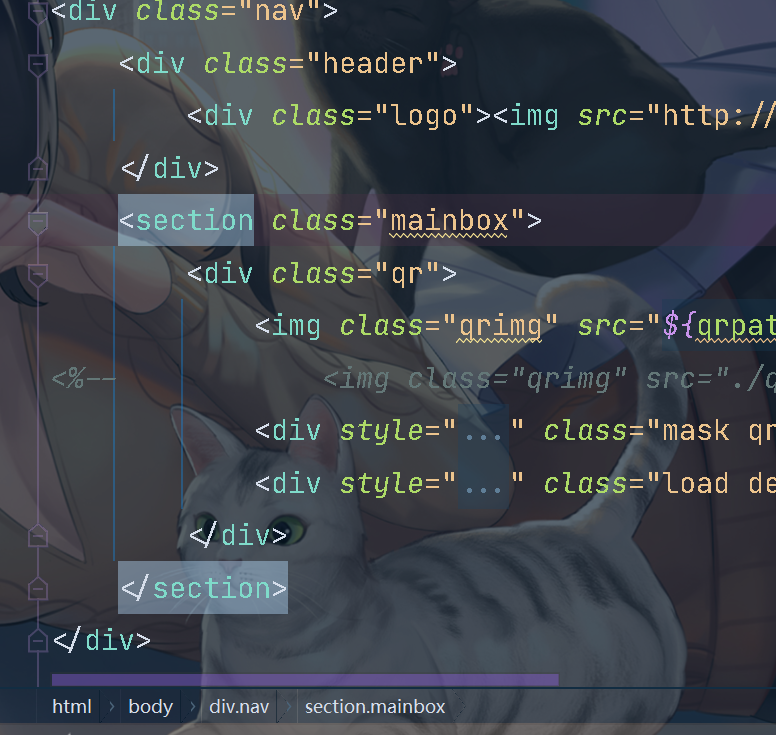 <div class="nav">
<div class="header">
<div class="logo"><img src="http://
</div>
<section class="mainbox">
<div class="qr">
<img class="qrimg" src="${qrpat
<%-- <img class="qrimg" src="./q
<div style="..." class="mask qr
<div style="..." class="load de
</div>
</section>
</div>
html › body › div.nav › section.mainbox